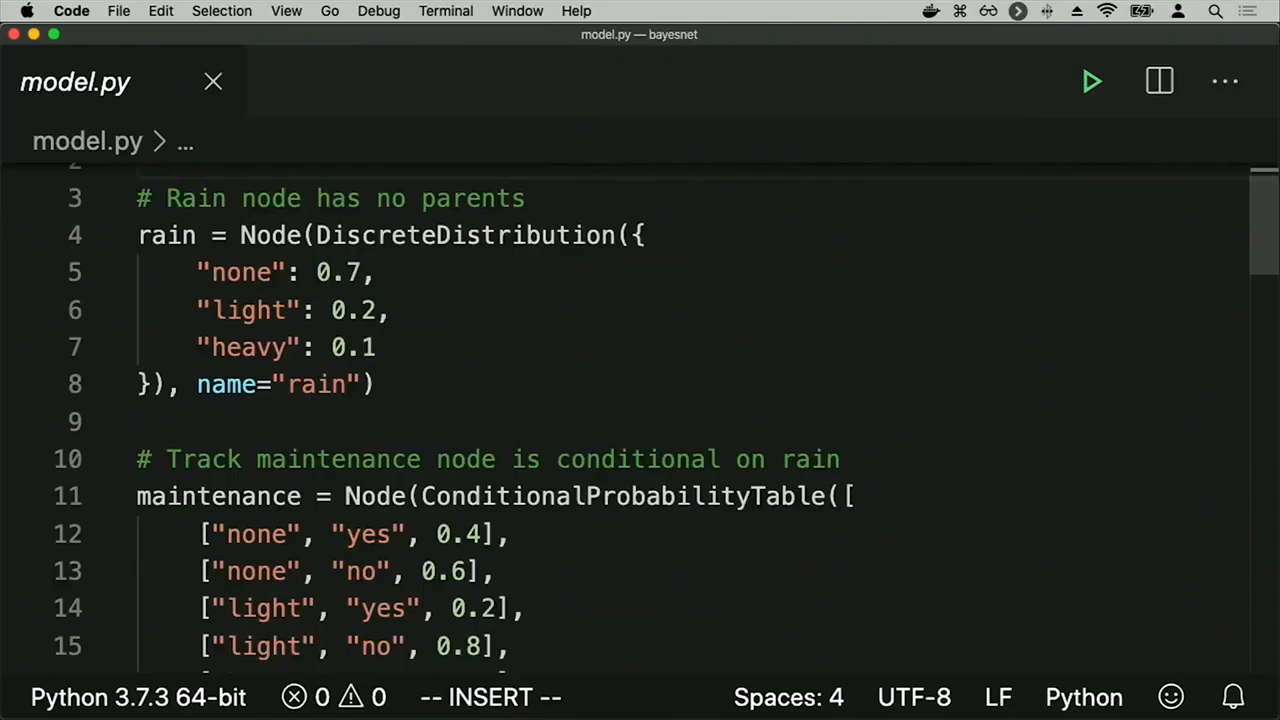 Code File Edit Selection View Go Debug Terminal Window Help
model.py — bayesnet
model.py
model.py > ...
2
3 # Rain node has no parents
4 rain = Node(DiscreteDistribution({
5 "none": 0.7,
6 "light": 0.2,
7 "heavy": 0.1
8 }), name="rain")
9
10 # Track maintenance node is conditional on rain
11 maintenance = Node(ConditionalProbabilityTable([
12 ["none", "yes", 0.4],
13 ["none", "no", 0.6],
14 ["light", "yes", 0.2],
15 ["light", "no", 0.8],
Python 3.7.3 64-bit 0 0 -- INSERT -- Spaces: 4 UTF-8 LF Python